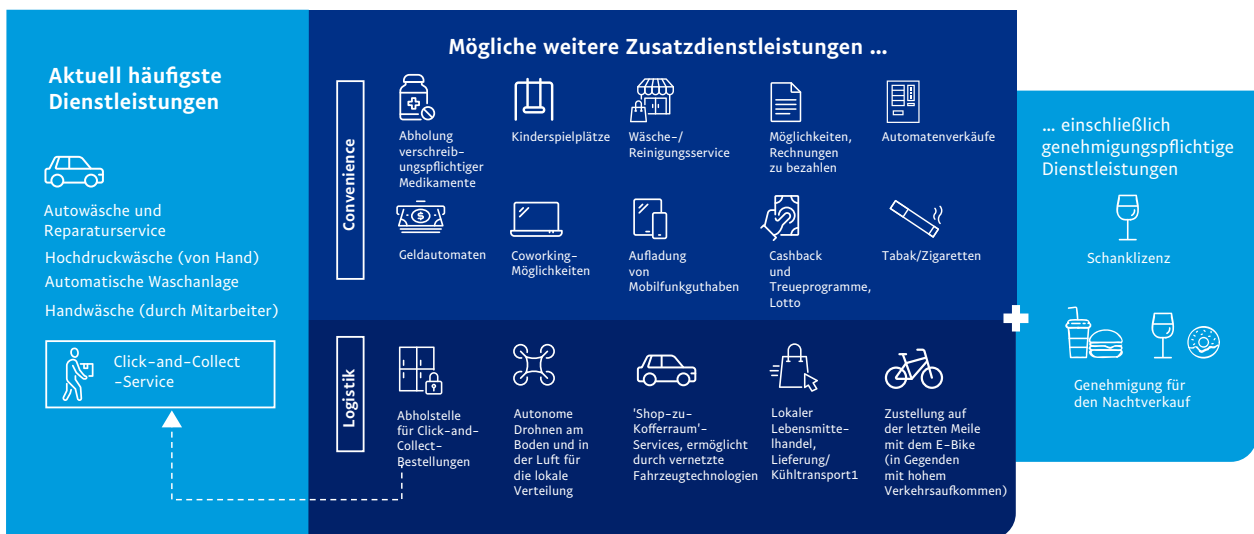 Aktuell häufigste
Dienstleistungen
Autowäsche und
Reparaturservice
Hochdruckwäsche (von Hand)
Automatische Waschanlage
Handwäsche (durch Mitarbeiter)
Click-and-Collect
-Service
Mögliche weitere Zusatzdienstleistungen ...
Convenience
Abholung
verschreib-
ungspflichtiger
Medikamente
Kinderspielplätze
Wäsche-/
Reinigungsservice
Möglichkeiten,
Rechnungen
zu bezahlen
Automatenverkäufe
Geldautomaten
Coworking-
Möglichkeiten
Aufladung
von
Mobilfunkguthaben
Cashback
und
Treueprogramme,
Lotto
Tabak/Zigaretten
Logistik
Abholstelle
für Click-and-
Collect-
Bestellungen
Autonome
Drohnen am
Boden und in
der Luft für
die lokale
Verteilung
'Shop-zu-
Kofferraum'-
Services, ermöglicht
durch vernetzte
Fahrzeugtechnologien
Lokaler
Lebensmitte-
lhandel,
Lieferung/
Kühltransport1
Zustellung auf
der letzten Meile
mit dem E-Bike
(in Gegenden
mit hohem
Verkehrsaufkommen)
... einschließlich
genehmigungspflichtige
Dienstleistungen
Schanklizenz
Genehmigung für
den Nachtverkauf